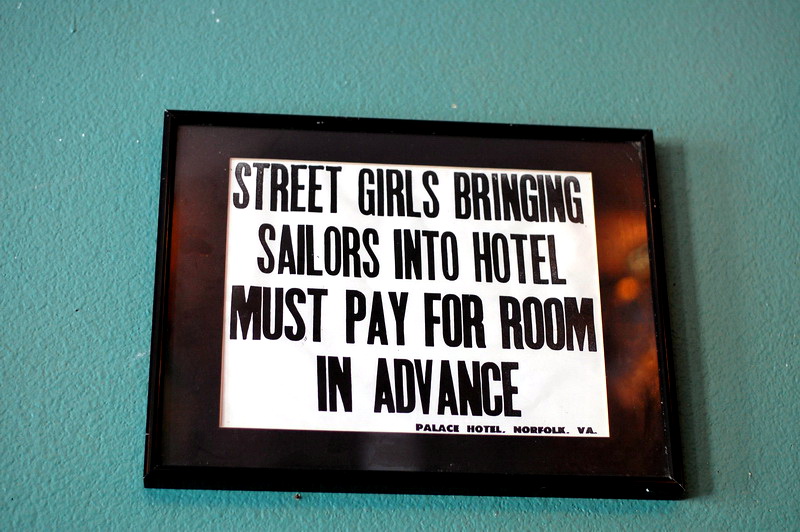 STREET GIRLS BRINGING
SAILORS INTO HOTEL
MUST PAY FOR ROOM
IN ADVANCE
PALACE HOTEL. NORFOLK. VA.